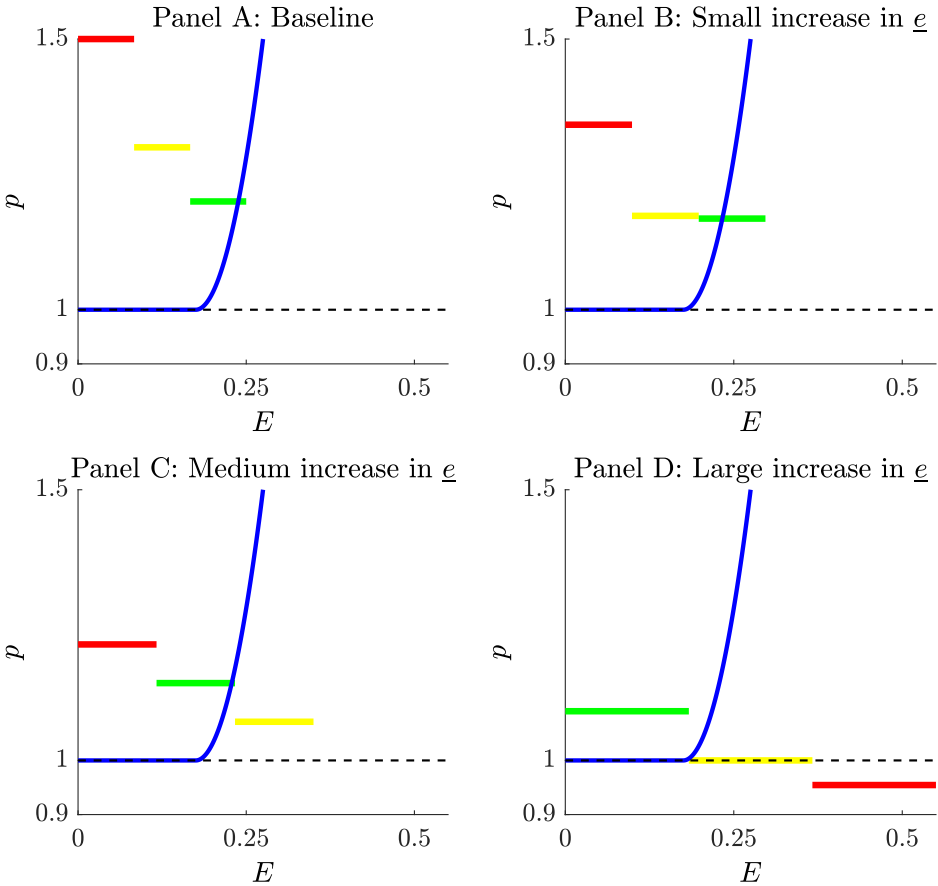 Panel A: Baseline
1.5
p
1
0.9
0
0.25
0.5
E
Panel B: Small increase in e
1.5
p
1
0.9
0
0.25
0.5
E
Panel C: Medium increase in e
1.5
p
1
0.9
0
0.25
0.5
E
Panel D: Large increase in e
1.5
p
1
0.9
0
0.25
0.5
E